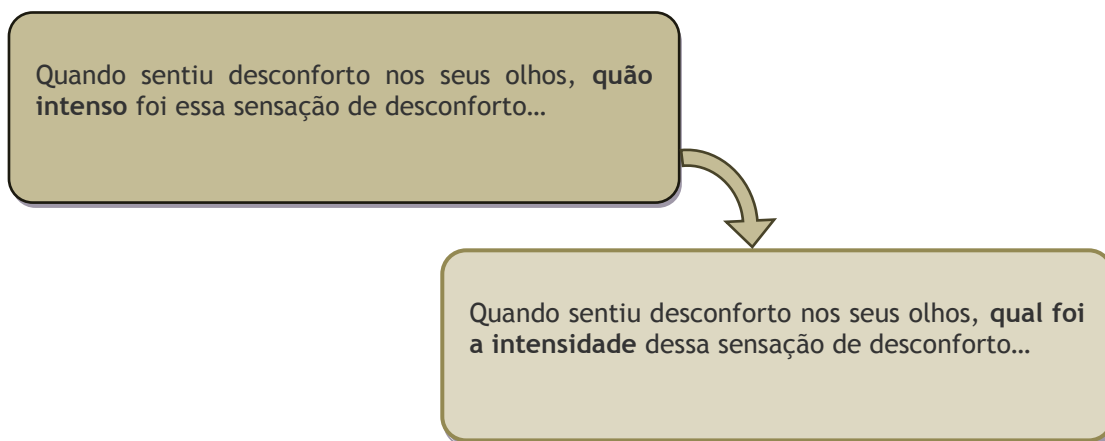 Quando sentiu desconforto nos seus olhos, quão
intenso foi essa sensação de desconforto…
Quando sentiu desconforto nos seus olhos, qual foi
a intensidade dessa sensação de desconforto…